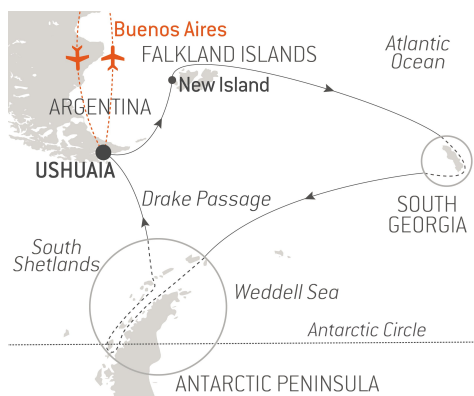 Buenos Aires
FALKLAND ISLANDS
Atlantic
Ocean
New Island
ARGENTINA
USHUAIA
Drake Passage
SOUTH
GEORGIA
South
Shetlands
Weddell Sea
Antarctic Circle
ANTARCTIC PENINSULA